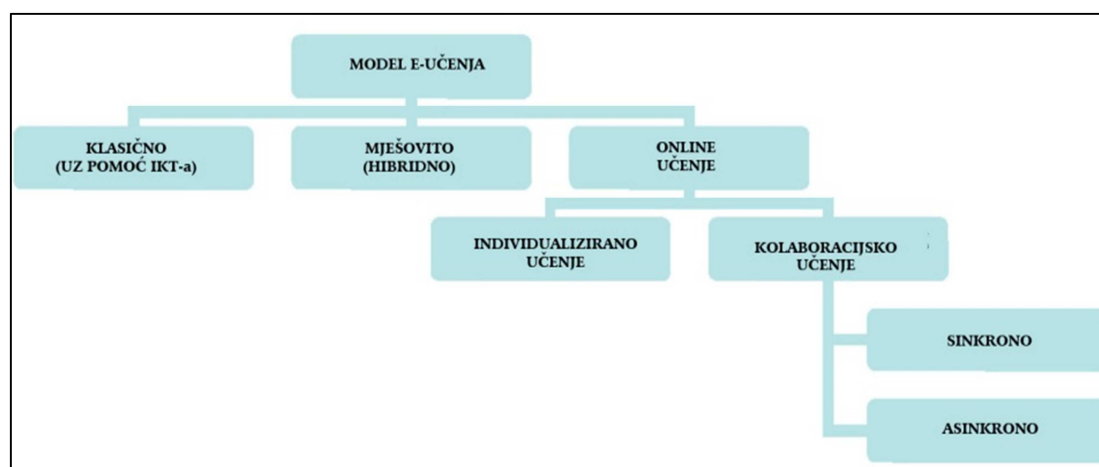 MODEL E-UČENJA
KLASIČNO
(UZ POMOĆ IKT-a)
MJEŠOVITO
(HIBRIDNO)
ONLINE
UČENJE
INDIVIDUALIZIRANO
UČENJE
KOLABORACIJSKO
UČENJE
SINKRONO
ASINKRONO